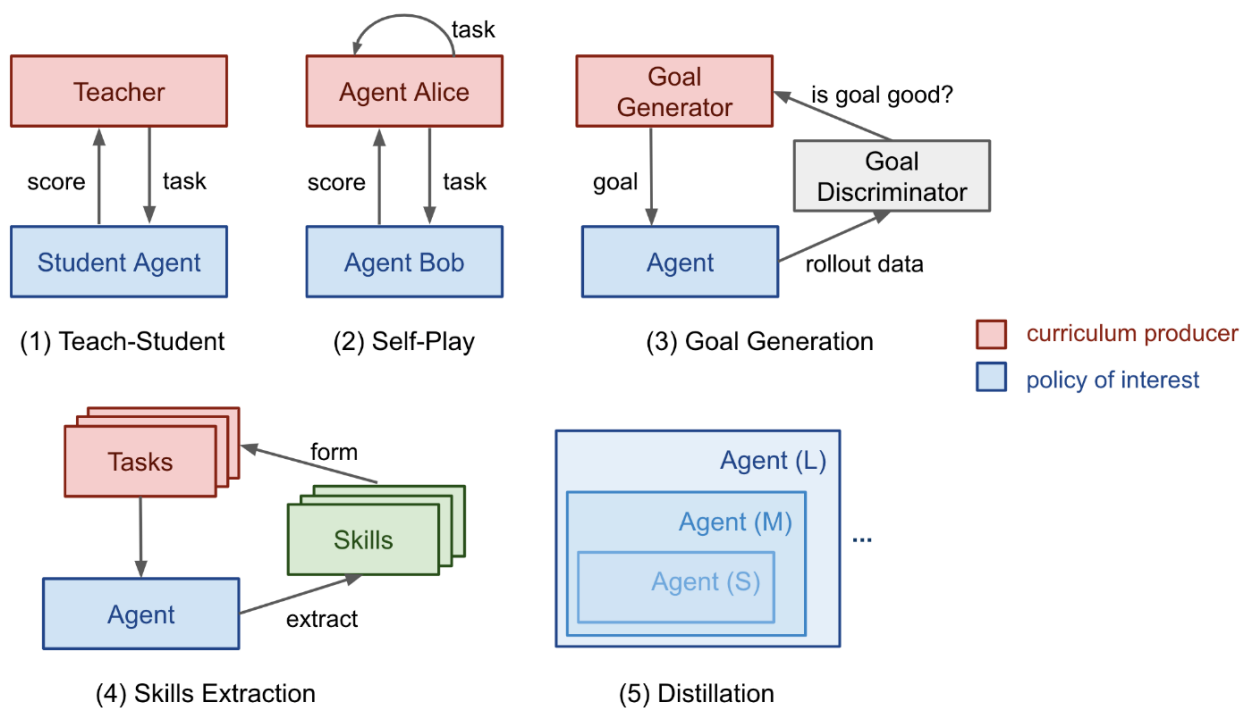 task
Teacher
Agent Alice
Goal
Generator
is goal good?
score
task
score
task
goal
Goal
Discriminator
Student Agent
Agent Bob
Agent
rollout data
(1) Teach-Student
(2) Self-Play
(3) Goal Generation
curriculum producer
policy of interest
Tasks
form
Skills
Agent
extract
(4) Skills Extraction
Agent (L)
Agent (M)
Agent (S)
...
(5) Distillation